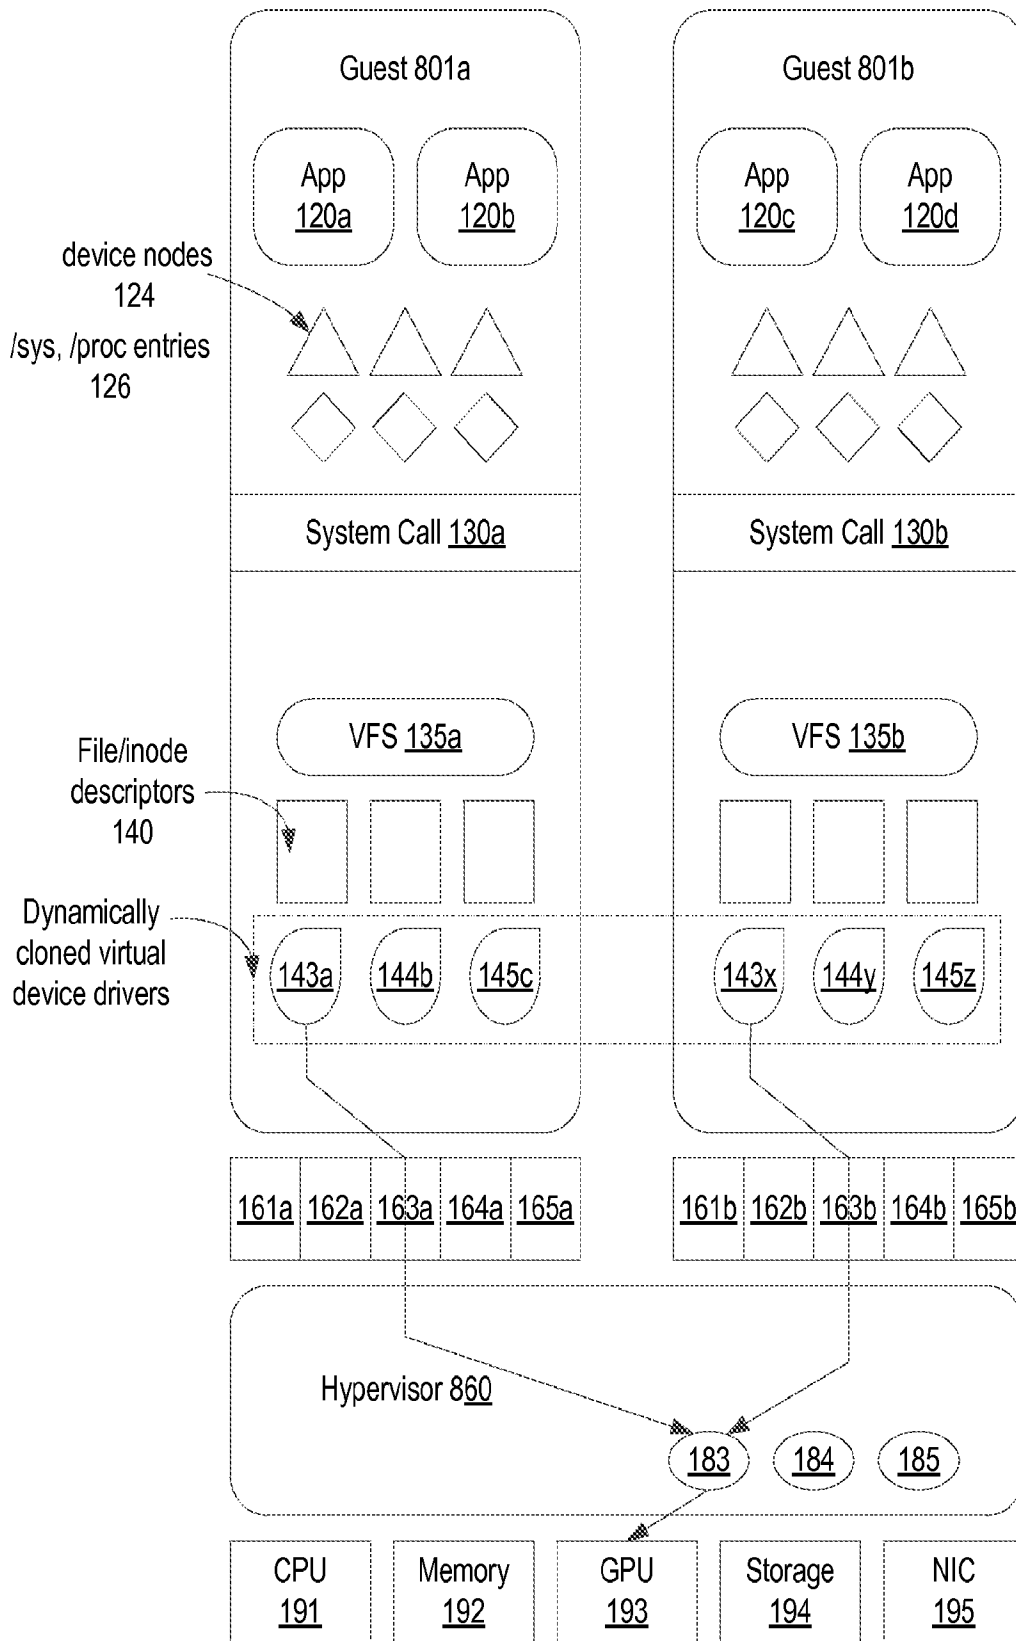 Guest 801a
Guest 801b
App
120a
App
120b
App
120c
App
120d
device nodes
124
/sys, /proc entries
126
System Call 130a
System Call 130b
VFS 135a
VFS 135b
File/inode
descriptors
140
Dynamically
cloned virtual
device drivers
143a
144b
145c
143x
144y
145z
161a
162a
163a
164a
165a
161b
162b
163b
164b
165b
Hypervisor 860
183
184
185
CPU
191
Memory
192
GPU
193
Storage
194
NIC
195